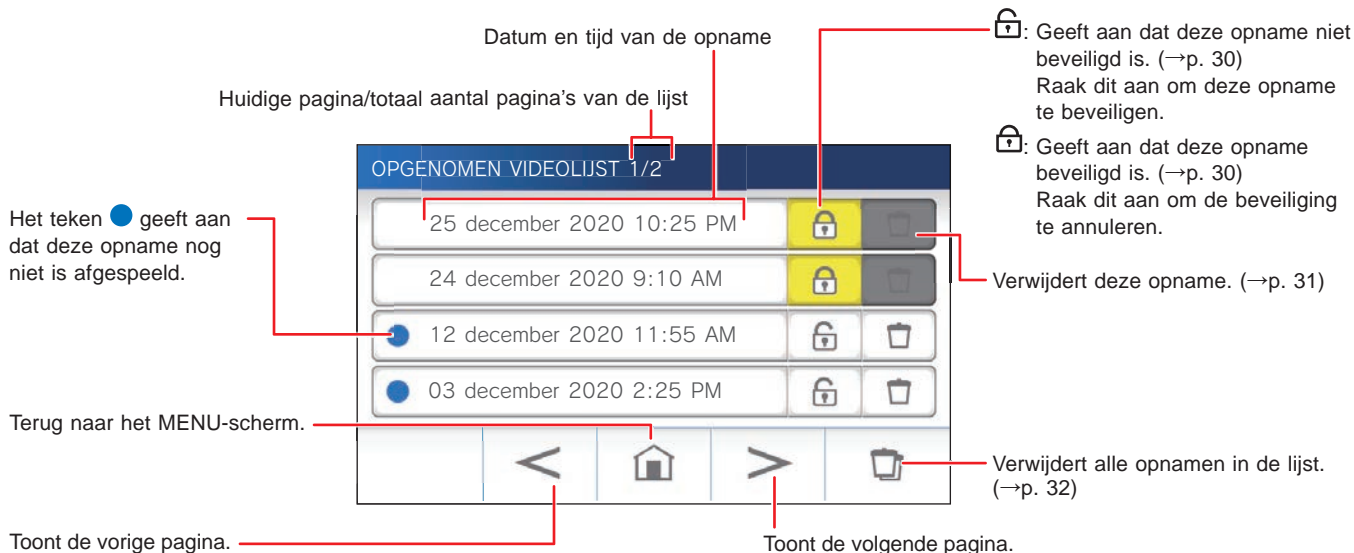 Datum en tijd van de opname
Huidige pagina/totaal aantal pagina's van de lijst
: Geeft aan dat deze opname niet
beveiligd is. (→p. 30)
Raak dit aan om deze opname
te beveiligen.
: Geeft aan dat deze opname
beveiligd is. (→p. 30)
Raak dit aan om de beveiliging
te annuleren.
OPGENOMEN VIDEOLIJST 1/2
25 december 2020 10:25 PM
24 december 2020 9:10 AM
12 december 2020 11:55 AM
03 december 2020 2:25 PM
<
>
Het teken ● geeft aan
dat deze opname nog
niet is afgespeeld.
Verwijdert deze opname. (→p. 31)
Terug naar het MENU-scherm.
Verwijdert alle opnamen in de lijst.
(→p. 32)
Toont de vorige pagina.
Toont de volgende pagina.